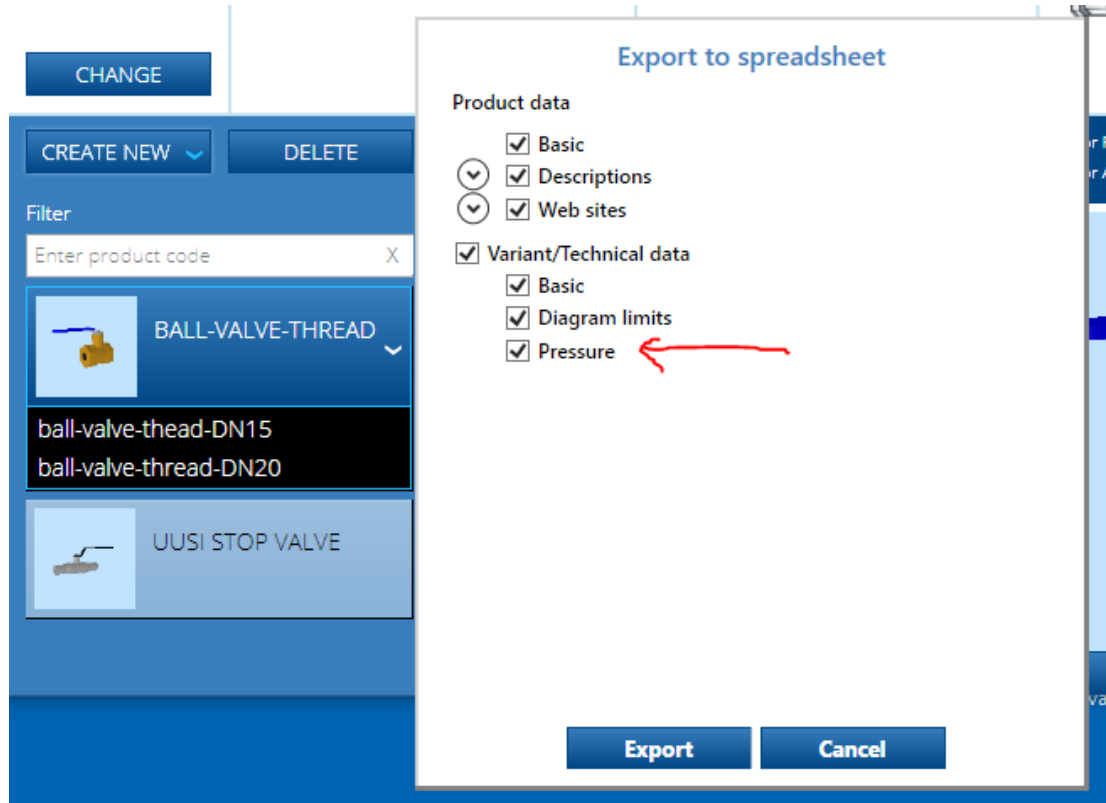 CHANGE
CREATE NEW
DELETE
Filter
Enter product code X
BALL-VALVE-THREAD
ball-valve-thead-DN15
ball-valve-thread-DN20
UUSI STOP VALVE
Export to spreadsheet
Product data
Basic
Descriptions
Web sites
Variant/Technical data
Basic
Diagram limits
Pressure
Export
Cancel